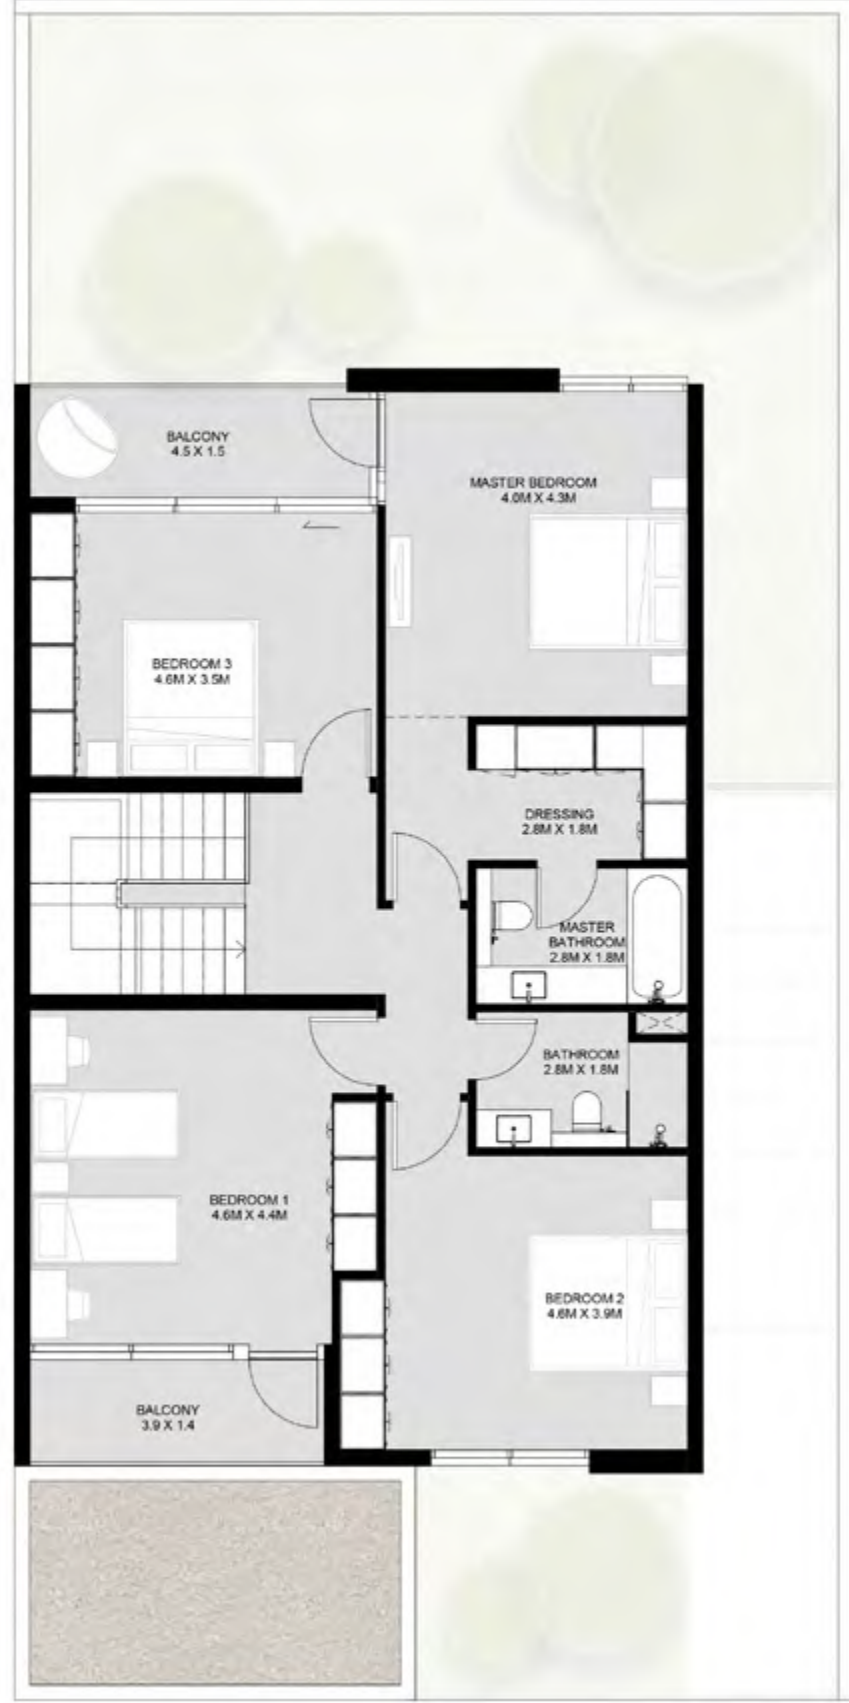 BALCONY
4.5 X 1.5
MASTER BEDROOM
4.0M X 4.3M
BEDROOM 3
4.6M X 3.5M
DRESSING
2.8M X 1.8M
MASTER
BATHROOM
2.8M X 1.8M
BATHROOM
2.8M X 1.8M
BEDROOM 1
4.6M X 4.4M
BEDROOM 2
4.6M X 3.9M
BALCONY
3.9 X 1.4